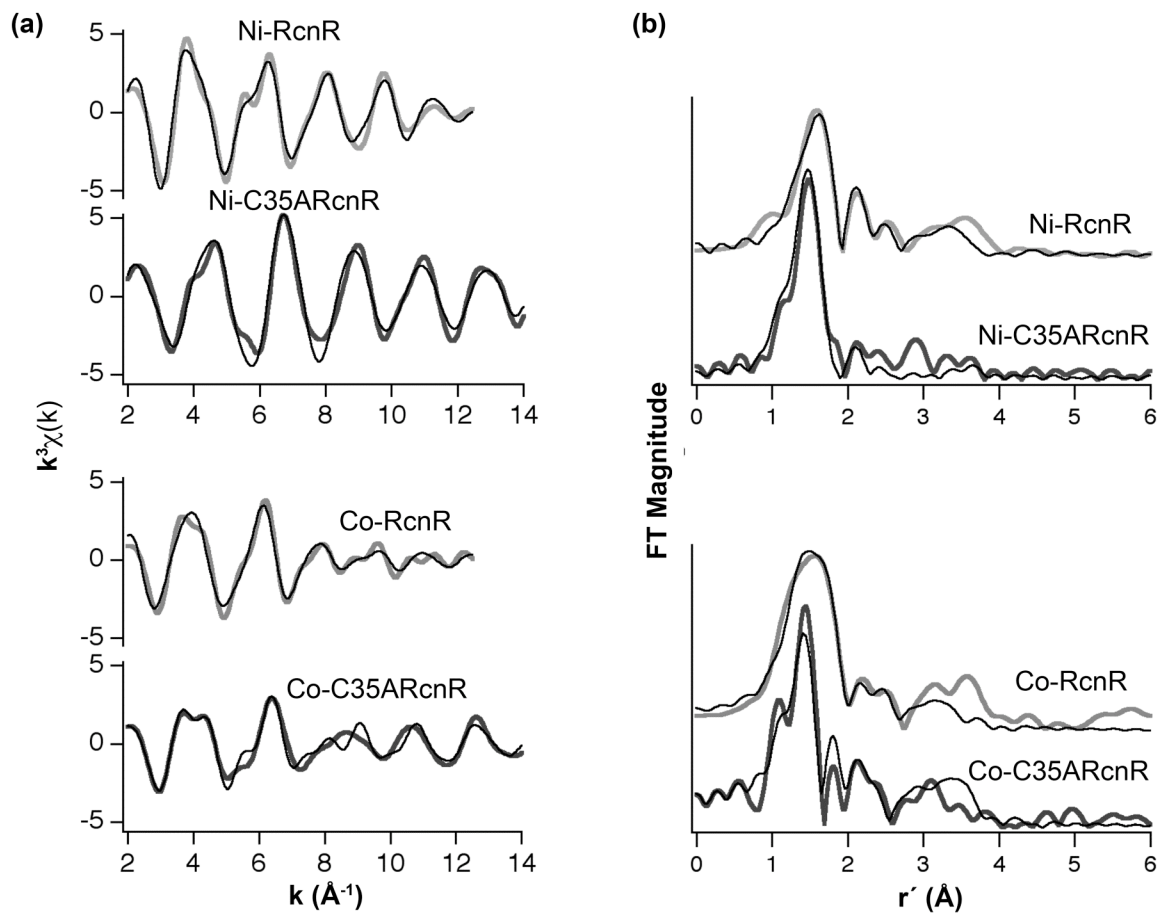 (a)
Ni-RcnR
5
0
-5
Ni-C35ARcnR
5
0
-5
2 4 6 8 10 12 14
k³χ(k)
5
0
-5
Co-RcnR
5
0
-5
Co-C35ARcnR
2 4 6 8 10 12 14
k (Å⁻¹)
(b)
Ni-RcnR
Ni-C35ARcnR
0 1 2 3 4 5 6
FT Magnitude
Co-RcnR
Co-C35ARcnR
0 1 2 3 4 5 6
r´ (Å)